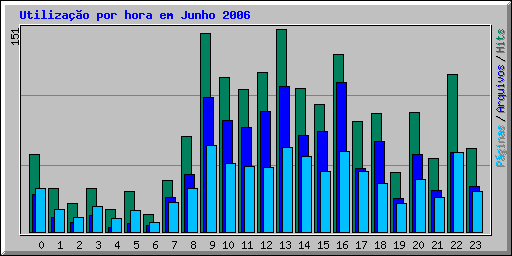 Utilização por hora em Junho 2006
151
Páginas / Arquivos / Hits
0 1 2 3 4 5 6 7 8 9 10 11 12 13 14 15 16 17 18 19 20 21 22 23